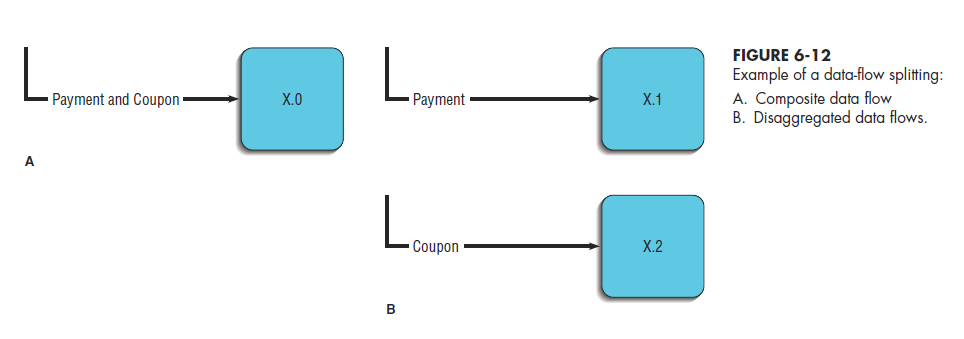 Payment and Coupon
X.0
A
Payment
X.1
Coupon
X.2
B
FIGURE 6-12
Example of a data-flow splitting:
A. Composite data flow
B. Disaggregated data flows.